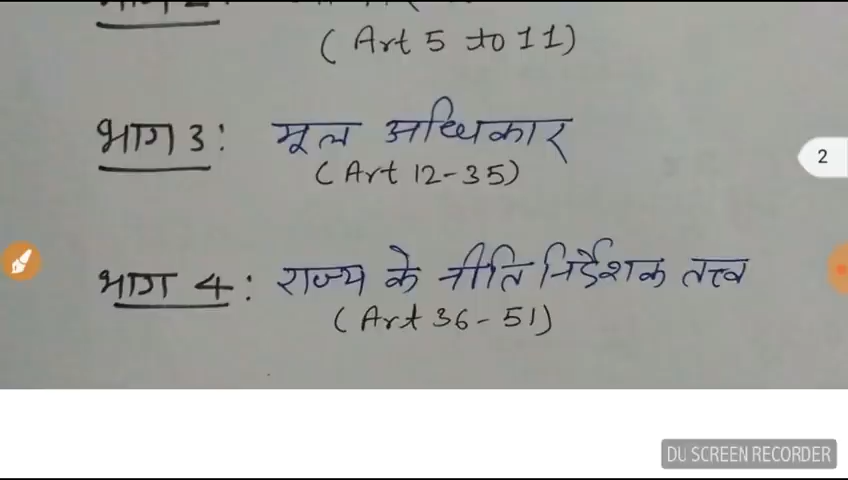 (Art 5 to 11)
भाग 3: मूल अधिकार
(Art 12-35)
2
भाग 4: राज्य के नीति निर्देशक तत्त्व
(Art 36-51)
DU SCREEN RECORDER